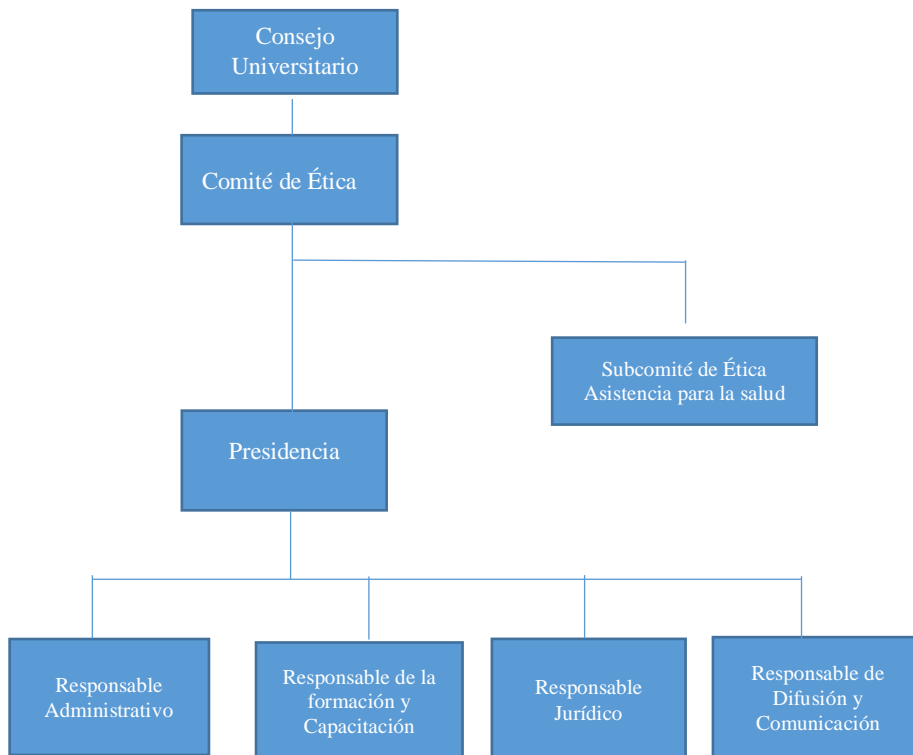 Consejo
Universitario
Comité de Ética
Subcomité de Ética
Asistencia para la salud
Presidencia
Responsable
Administrativo
Responsable de la
formación y
Capacitación
Responsable
Jurídico
Responsable de
Difusión y
Comunicación